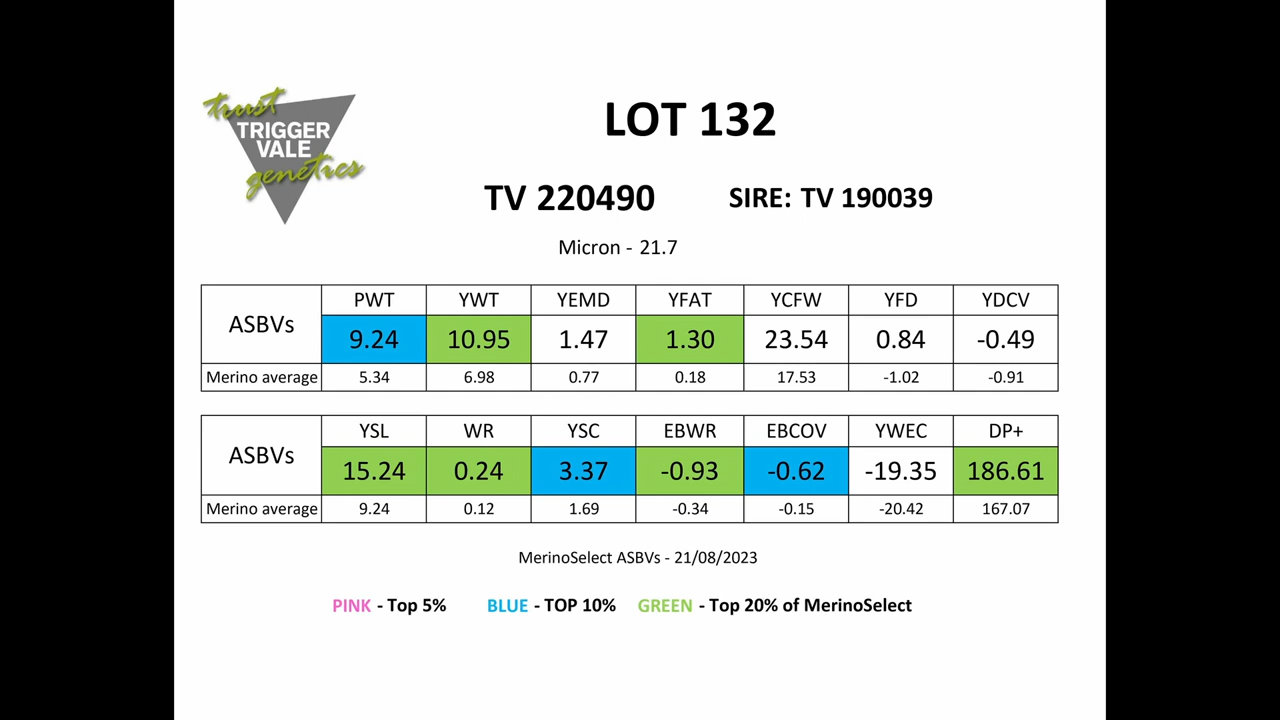 trust
TRIGGER
VALE
genetics
LOT 132
TV 220490 SIRE: TV 190039
Micron - 21.7
ASBVs PWT YWT YEMD YFAT YCFW YFD YDCV
9.24 10.95 1.47 1.30 23.54 0.84 -0.49
Merino average 5.34 6.98 0.77 0.18 17.53 -1.02 -0.91
ASBVs YSL WR YSC EBWR EBCOV YWEC DP+
15.24 0.24 3.37 -0.93 -0.62 -19.35 186.61
Merino average 9.24 0.12 1.69 -0.34 -0.15 -20.42 167.07
MerinoSelect ASBVs - 21/08/2023
PINK - Top 5% BLUE - TOP 10% GREEN - Top 20% of MerinoSelect